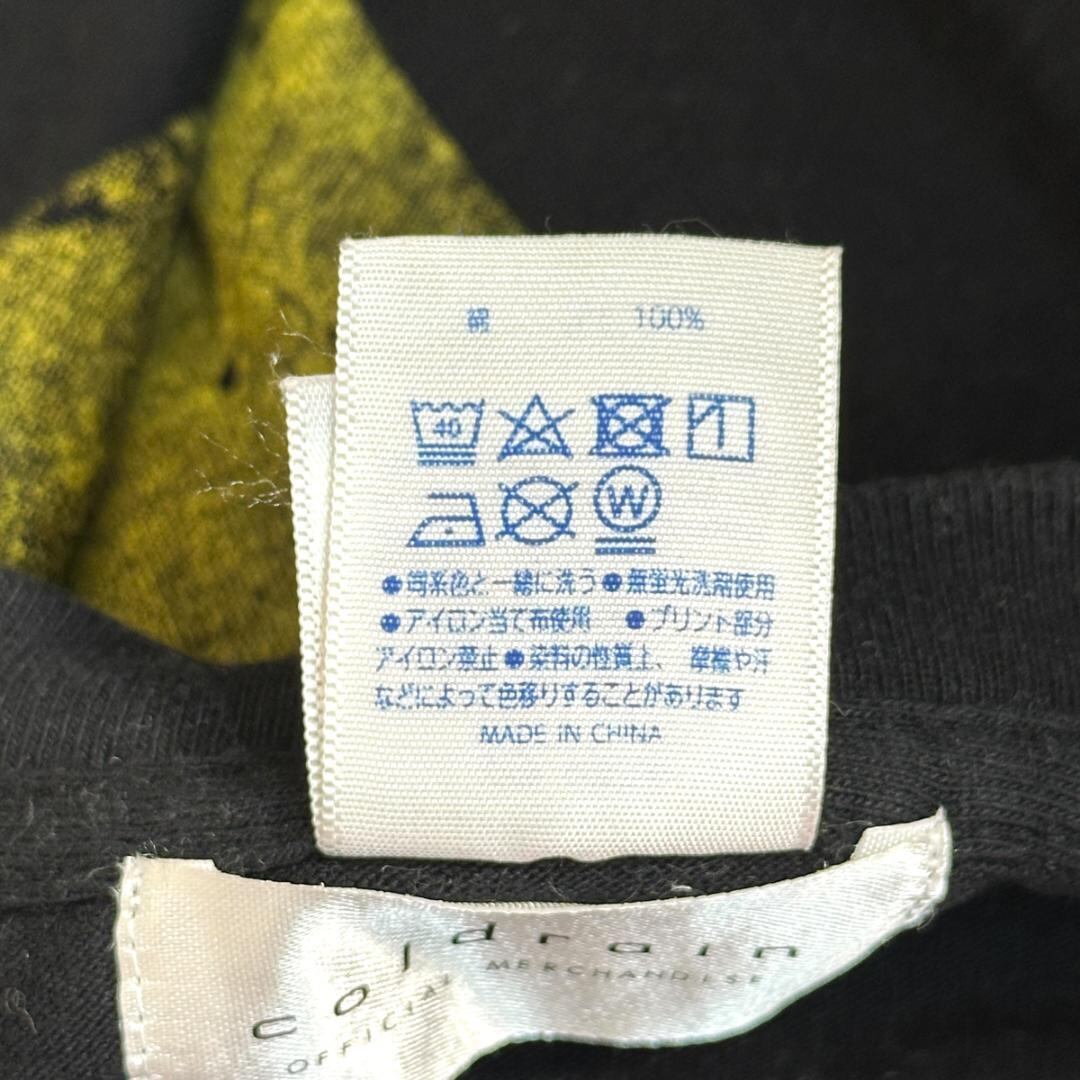 綿 100%
40
W
●同系色と一緒に洗う●無蛍光洗剤使用
●アイロン当て布使用 ●プリント部分
アイロン禁止●染料の性質上、摩擦や汗
などによって色移りすることがあります
MADE IN CHINA
coldrain
OFFICIAL MERCHANDISE